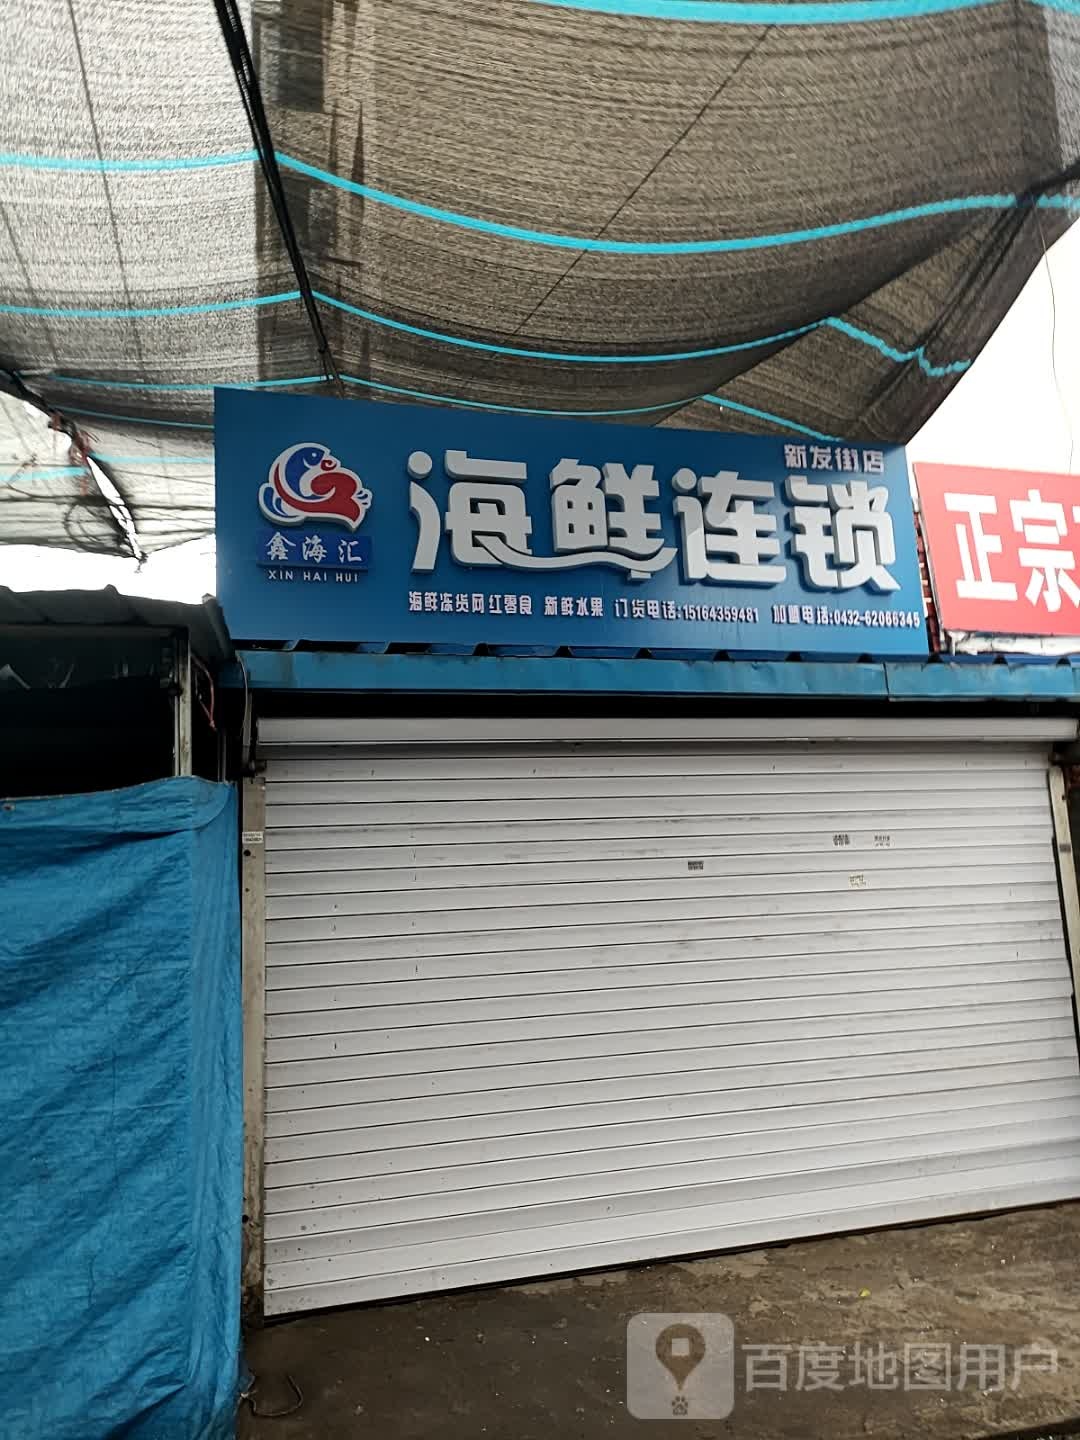 新发街店
海鲜连锁
鑫海汇
XIN HAI HUI
海鲜冻货网红零食 新鲜水果 订货电话:15164359481 加盟电话:0432-62065345
正宗
百度地图用户